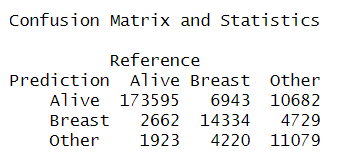 Confusion Matrix and Statistics
Reference
Prediction Alive Breast Other
Alive 173595 6943 10682
Breast 2662 14334 4729
Other 1923 4220 11079